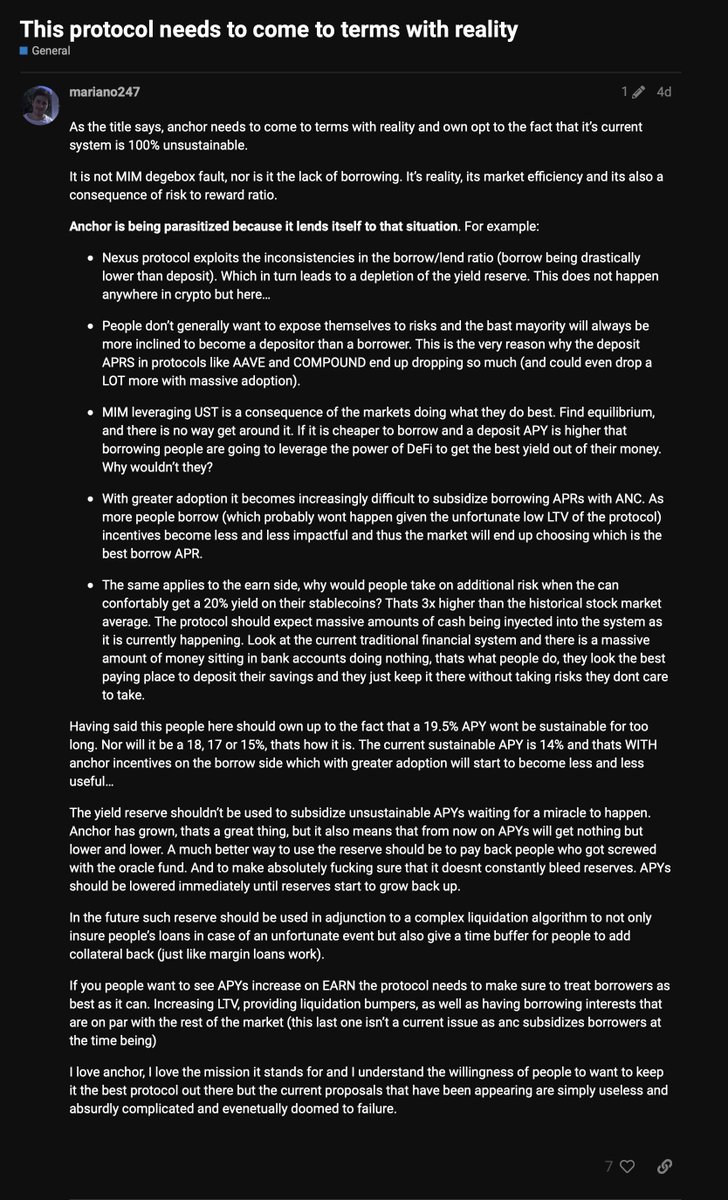 This protocol needs to come to terms with reality
General
mariano247
1
4d
As the title says, anchor needs to come to terms with reality and own opt to the fact that it's current
system is 100% unsustainable.
It is not MIM degebox fault, nor is it the lack of borrowing. It's reality, its market efficiency and its also a
consequence of risk to reward ratio.
Anchor is being parasitized because it lends itself to that situation. For example:
• Nexus protocol exploits the inconsistencies in the borrow/lend ratio (borrow being drastically
lower than deposit). Which in turn leads to a depletion of the yield reserve. This does not happen
anywhere in crypto but here...
• People don't generally want to expose themselves to risks and the bast mayority will always be
more inclined to become a depositor than a borrower. This is the very reason why the deposit
APRS in protocols like AAVE and COMPOUND end up dropping so much (and could even drop a
LOT more with massive adoption).
• MIM leveraging UST is a consequence of the markets doing what they do best. Find equilibrium,
and there is no way get around it. If it is cheaper to borrow and a deposit APY is higher that
borrowing people are going to leverage the power of DeFi to get the best yield out of their money.
Why wouldn't they?
• With greater adoption it becomes increasingly difficult to subsidize borrowing APRs with ANC. As
more people borrow (which probably wont happen given the unfortunate low LTV of the protocol)
incentives become less and less impactful and thus the market will end up choosing which is the
best borrow APR.
• The same applies to the earn side, why would people take on additional risk when the can
confortably get a 20% yield on their stablecoins? Thats 3x higher than the historical stock market
average. The protocol should expect massive amounts of cash being inyected into the system as
it is currently happening. Look at the current traditional financial system and there is a massive
amount of money sitting in bank accounts doing nothing, thats what people do, they look the best
paying place to deposit their savings and they just keep it there without taking risks they dont care
to take.
Having said this people here should own up to the fact that a 19.5% APY wont be sustainable for too
long. Nor will it be a 18, 17 or 15%, thats how it is. The current sustainable APY is 14% and thats WITH
anchor incentives on the borrow side which with greater adoption will start to become less and less
useful...
The yield reserve shouldn't be used to subsidize unsustainable APYs waiting for a miracle to happen.
Anchor has grown, thats a great thing, but it also means that from now on APYs will get nothing but
lower and lower. A much better way to use the reserve should be to pay back people who got screwed
with the oracle fund. And to make absolutely fucking sure that it doesnt constantly bleed reserves. APYs
should be lowered immediately until reserves start to grow back up.
In the future such reserve should be used in adjunction to a complex liquidation algorithm to not only
insure people's loans in case of an unfortunate event but also give a time buffer for people to add
collateral back (just like margin loans work).
If you people want to see APYs increase on EARN the protocol needs to make sure to treat borrowers as
best as it can. Increasing LTV, providing liquidation bumpers, as well as having borrowing interests that
are on par with the rest of the market (this last one isn't a current issue as anc subsidizes borrowers at
the time being)
I love anchor, I love the mission it stands for and I understand the willingness of people to want to keep
it the best protocol out there but the current proposals that have been appearing are simply useless and
absurdly complicated and evenetually doomed to failure.
7